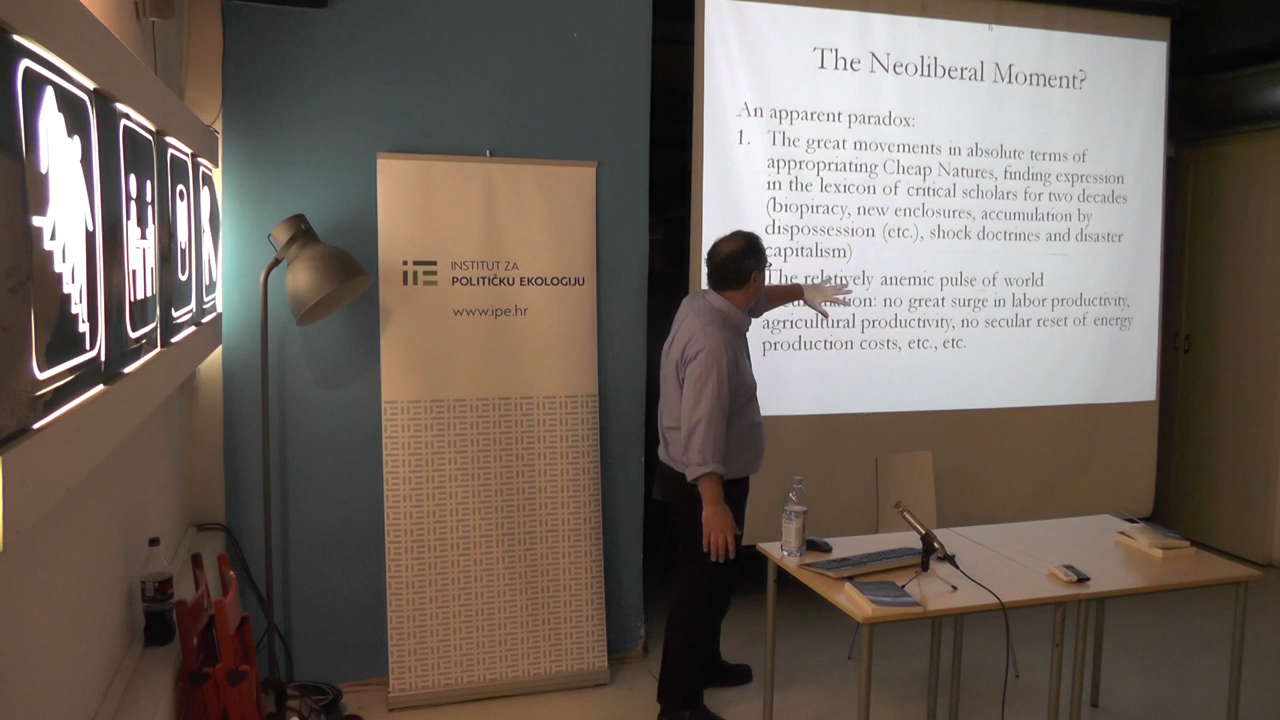 INSTITUT ZA
POLITIČKU EKOLOGIJU
www.ipe.hr
The Neoliberal Moment?
An apparent paradox:
1. The great movements in absolute terms of
appropriating Cheap Natures, finding expression
in the lexicon of critical scholars for two decades
(biopiracy, new enclosures, accumulation by
dispossession (etc.), shock doctrines and disaster
capitalism)
The relatively anemic pulse of world
no great surge in labor productivity,
agricultural productivity, no secular reset of energy
production costs, etc., etc.